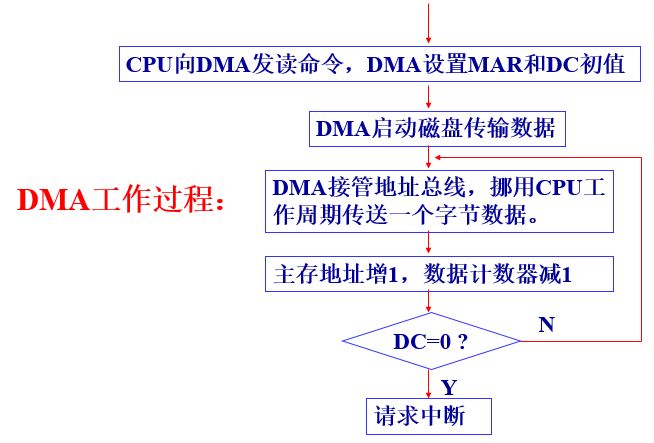 CPU向DMA发读命令，DMA设置MAR和DC初值
DMA启动磁盘传输数据
DMA工作过程：
DMA接管地址总线，挪用CPU工
作周期传送一个字节数据。
主存地址增1，数据计数器减1
DC=0 ?
N
Y
请求中断